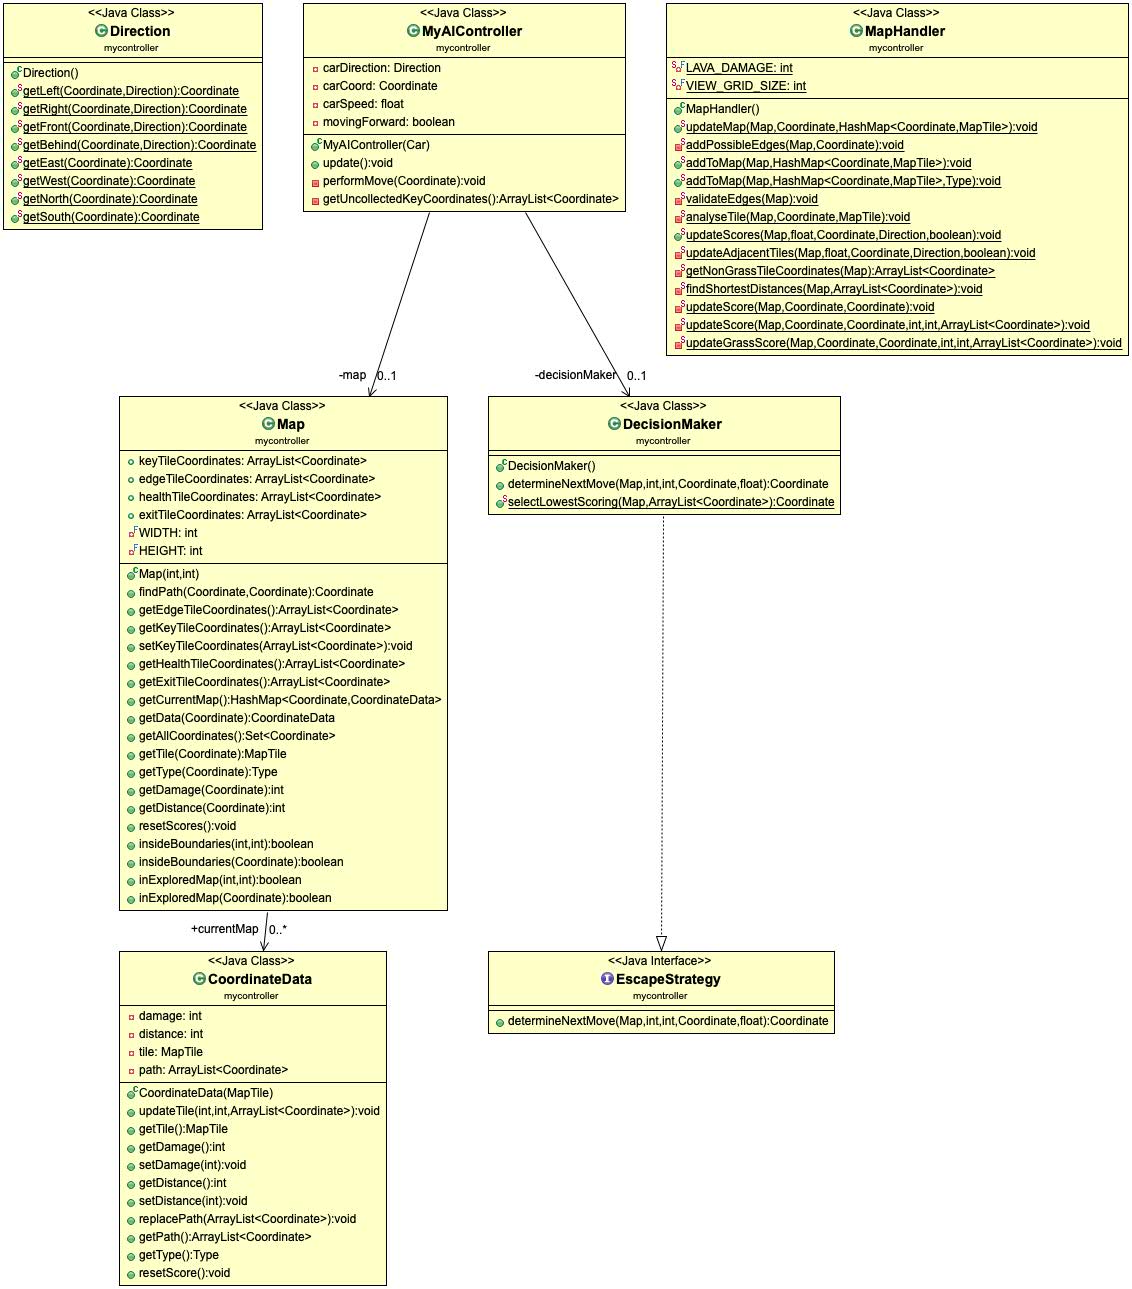 <<Java Class>>
Direction
mycontroller
Direction()
getLeft(Coordinate,Direction):Coordinate
getRight(Coordinate,Direction):Coordinate
getFront(Coordinate,Direction):Coordinate
getBehind(Coordinate,Direction):Coordinate
getEast(Coordinate):Coordinate
getWest(Coordinate):Coordinate
getNorth(Coordinate):Coordinate
getSouth(Coordinate):Coordinate
<<Java Class>>
MyAIController
mycontroller
carDirection: Direction
carCoord: Coordinate
carSpeed: float
movingForward: boolean
MyAIController(Car)
update():void
performMove(Coordinate):void
getUncollectedKeyCoordinates():ArrayList<Coordinate>
<<Java Class>>
MapHandler
mycontroller
LAVA_DAMAGE: int
VIEW_GRID_SIZE: int
MapHandler()
updateMap(Map,Coordinate,HashMap<Coordinate,MapTile>):void
addPossibleEdges(Map,Coordinate):void
addToMap(Map,HashMap<Coordinate,MapTile>):void
addToMap(Map,HashMap<Coordinate,MapTile>,Type):void
validateEdges(Map):void
analyseTile(Map,Coordinate,MapTile):void
updateScores(Map,float,Coordinate,Direction,boolean):void
updateAdjacentTiles(Map,float,Coordinate,Direction,boolean):void
getNonGrassTileCoordinates(Map):ArrayList<Coordinate>
findShortestDistances(Map,ArrayList<Coordinate>):void
updateScore(Map,Coordinate,Coordinate):void
updateScore(Map,Coordinate,Coordinate,int,int,ArrayList<Coordinate>):void
updateGrassScore(Map,Coordinate,Coordinate,int,int,ArrayList<Coordinate>):void
-map 0..1
-decisionMaker 0..1
<<Java Class>>
Map
mycontroller
keyTileCoordinates: ArrayList<Coordinate>
edgeTileCoordinates: ArrayList<Coordinate>
healthTileCoordinates: ArrayList<Coordinate>
exitTileCoordinates: ArrayList<Coordinate>
WIDTH: int
HEIGHT: int
Map(int,int)
findPath(Coordinate,Coordinate):Coordinate
getEdgeTileCoordinates():ArrayList<Coordinate>
getKeyTileCoordinates():ArrayList<Coordinate>
setKeyTileCoordinates(ArrayList<Coordinate>):void
getHealthTileCoordinates():ArrayList<Coordinate>
getExitTileCoordinates():ArrayList<Coordinate>
getCurrentMap():HashMap<Coordinate,CoordinateData>
getData(Coordinate):CoordinateData
getAllCoordinates():Set<Coordinate>
getTile(Coordinate):MapTile
getType(Coordinate):Type
getDamage(Coordinate):int
getDistance(Coordinate):int
resetScores():void
insideBoundaries(int,int):boolean
insideBoundaries(Coordinate):boolean
inExploredMap(int,int):boolean
inExploredMap(Coordinate):boolean
<<Java Class>>
DecisionMaker
mycontroller
DecisionMaker()
determineNextMove(Map,int,int,Coordinate,float):Coordinate
selectLowestScoring(Map,ArrayList<Coordinate>):Coordinate
+currentMap 0..*
<<Java Class>>
CoordinateData
mycontroller
damage: int
distance: int
tile: MapTile
path: ArrayList<Coordinate>
CoordinateData(MapTile)
updateTile(int,int,ArrayList<Coordinate>):void
getTile():MapTile
getDamage():int
setDamage(int):void
getDistance():int
setDistance(int):void
replacePath(ArrayList<Coordinate>):void
getPath():ArrayList<Coordinate>
getType():Type
resetScore():void
<<Java Interface>>
EscapeStrategy
mycontroller
determineNextMove(Map,int,int,Coordinate,float):Coordinate